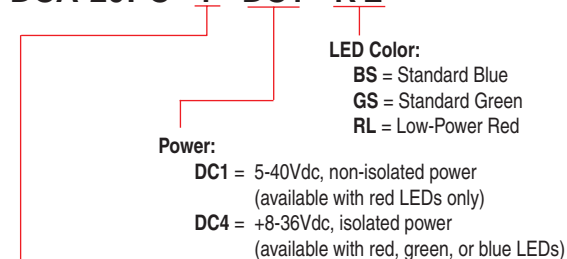 LED Color:
BS = Standard Blue
GS = Standard Green
RL = Low-Power Red
Power:
DC1 = 5-40Vdc, non-isolated power
(available with red LEDs only)
DC4 = +8-36Vdc, isolated power
(available with red, green, or blue LEDs)